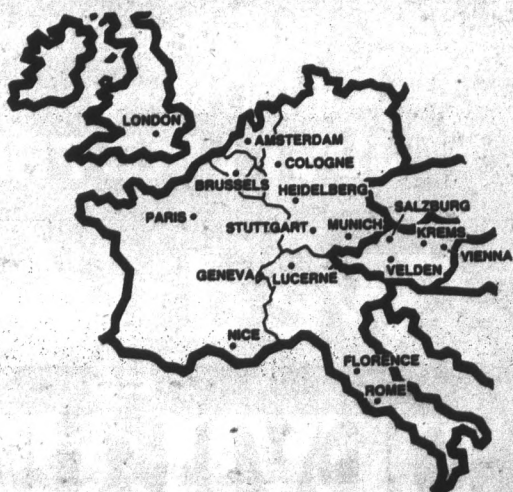 LONDON
AMSTERDAM
COLOGNE
BRUSSELS
HEIDELBERG
SALZBURG
PARIS
STUTTGART
MUNICH
KREMS
VIENNA
GENEVA
LUCERNE
VELDEN
NICE
FLORENCE
ROME